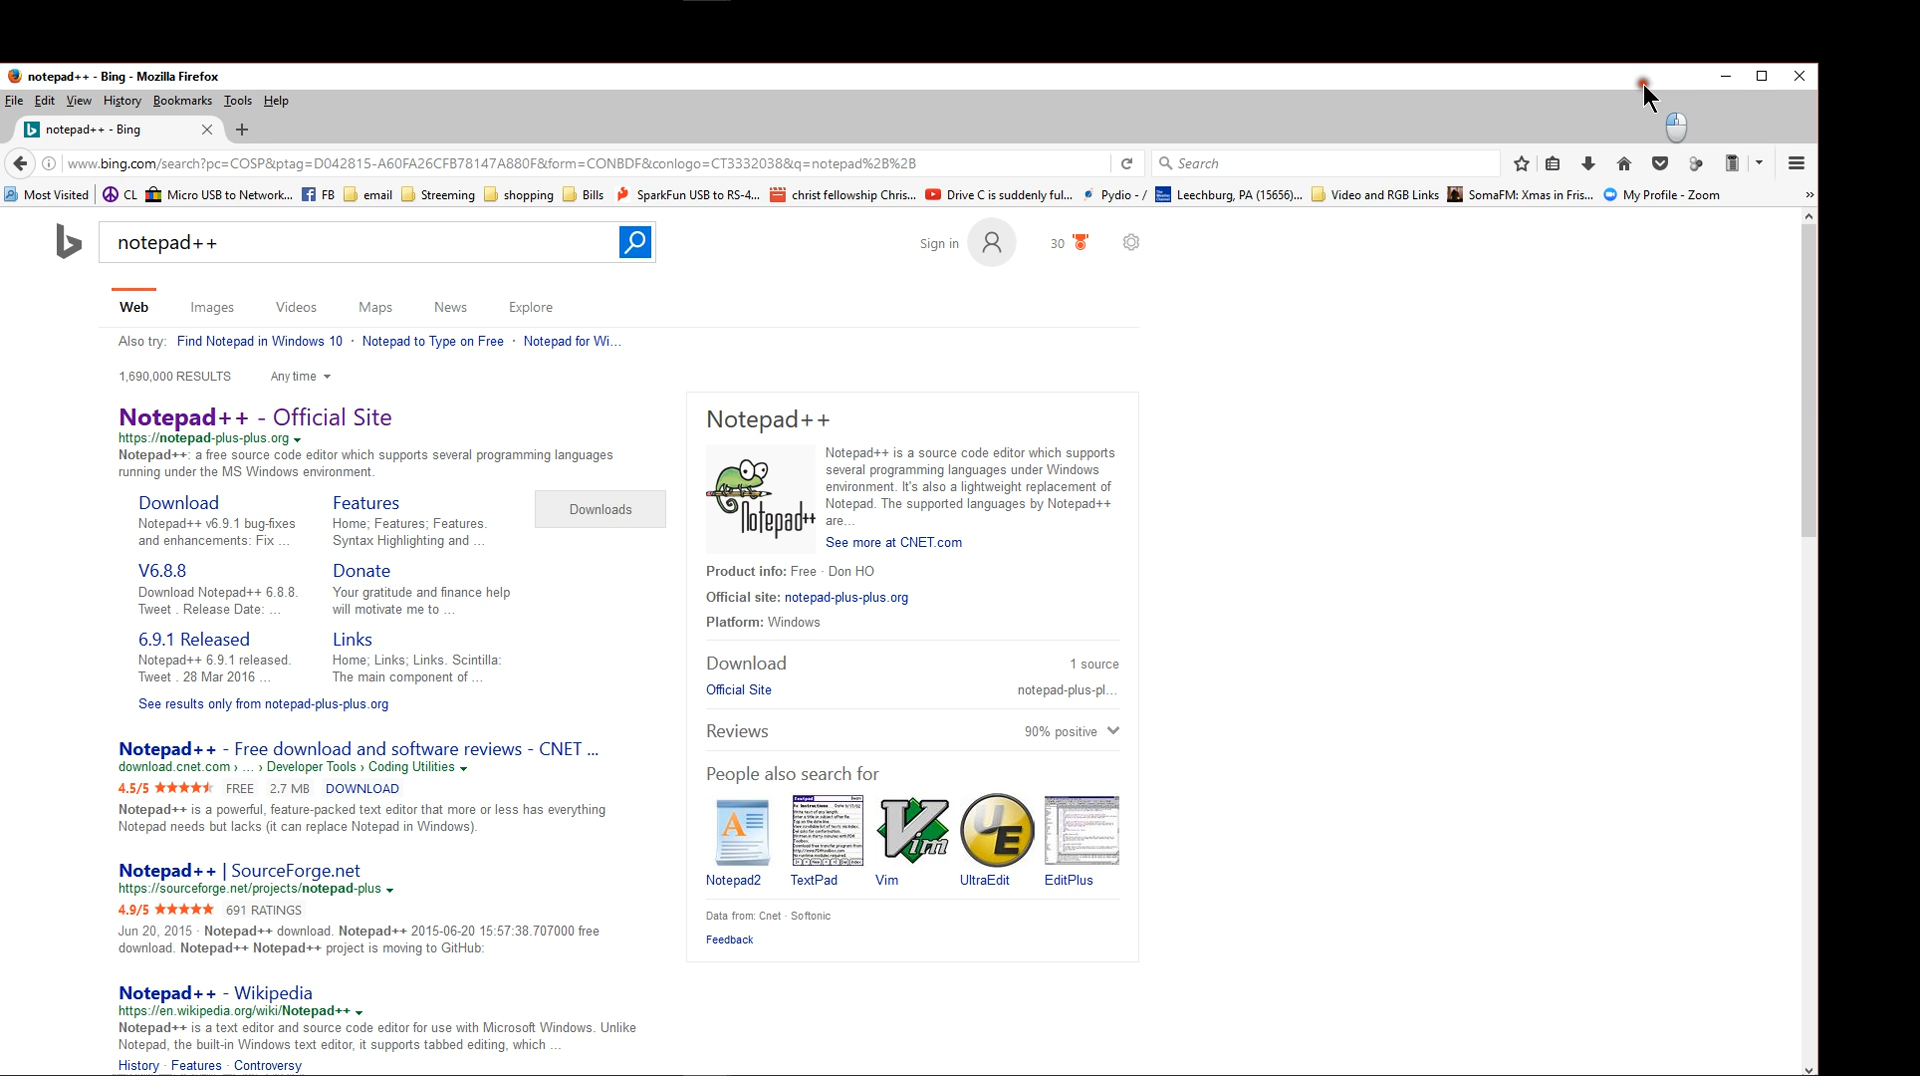 notepad++ - Bing - Mozilla Firefox
File Edit View History Bookmarks Tools Help
notepad++ - Bing
www.bing.com/search?pc=COSP&ptag=D042815-A60FA26CFB78147A880F&form=CONBDF&conlogo=CT3332038&q=notepad%2B%2B
Search
Most Visited CL Micro USB to Network... FB email Streeming shopping Bills SparkFun USB to RS-4... christ fellowship Chris... Drive C is suddenly ful... Pydio - / Leechburg, PA (15656)... Video and RGB Links SomaFM: Xmas in Fris... My Profile - Zoom »
notepad++
Sign in
30
Web Images Videos Maps News Explore
Also try: Find Notepad in Windows 10 · Notepad to Type on Free · Notepad for Wi...
1,690,000 RESULTS Any time
Notepad++ - Official Site
https://notepad-plus-plus.org
Notepad++: a free source code editor which supports several programming languages
running under the MS Windows environment.
Download
Notepad++ v6.9.1 bug-fixes
and enhancements: Fix ...
Features
Home; Features; Features.
Syntax Highlighting and ...
Downloads
V6.8.8
Download Notepad++ 6.8.8.
Tweet . Release Date: ...
Donate
Your gratitude and finance help
will motivate me to ...
6.9.1 Released
Notepad++ 6.9.1 released.
Tweet . 28 Mar 2016 ...
Links
Home; Links; Links. Scintilla:
The main component of ...
See results only from notepad-plus-plus.org
Notepad++ - Free download and software reviews - CNET ...
download.cnet.com › ... › Developer Tools › Coding Utilities
4.5/5 FREE 2.7 MB DOWNLOAD
Notepad++ is a powerful, feature-packed text editor that more or less has everything
Notepad needs but lacks (it can replace Notepad in Windows).
Notepad++ | SourceForge.net
https://sourceforge.net/projects/notepad-plus
4.9/5 691 RATINGS
Jun 20, 2015 · Notepad++ download. Notepad++ 2015-06-20 15:57:38.707000 free
download. Notepad++ Notepad++ project is moving to GitHub:
Notepad++ - Wikipedia
https://en.wikipedia.org/wiki/Notepad++
Notepad++ is a text editor and source code editor for use with Microsoft Windows. Unlike
Notepad, the built-in Windows text editor, it supports tabbed editing, which ...
History · Features · Controversy
Notepad++
Notepad++
Notepad++ is a source code editor which supports
several programming languages under Windows
environment. It's also a lightweight replacement of
Notepad. The supported languages by Notepad++
are...
See more at CNET.com
Product info: Free · Don HO
Official site: notepad-plus-plus.org
Platform: Windows
Download 1 source
Official Site notepad-plus-pl...
Reviews 90% positive
People also search for
A
Vim
UE
Notepad2 TextPad Vim UltraEdit EditPlus
Data from: Cnet · Softonic
Feedback